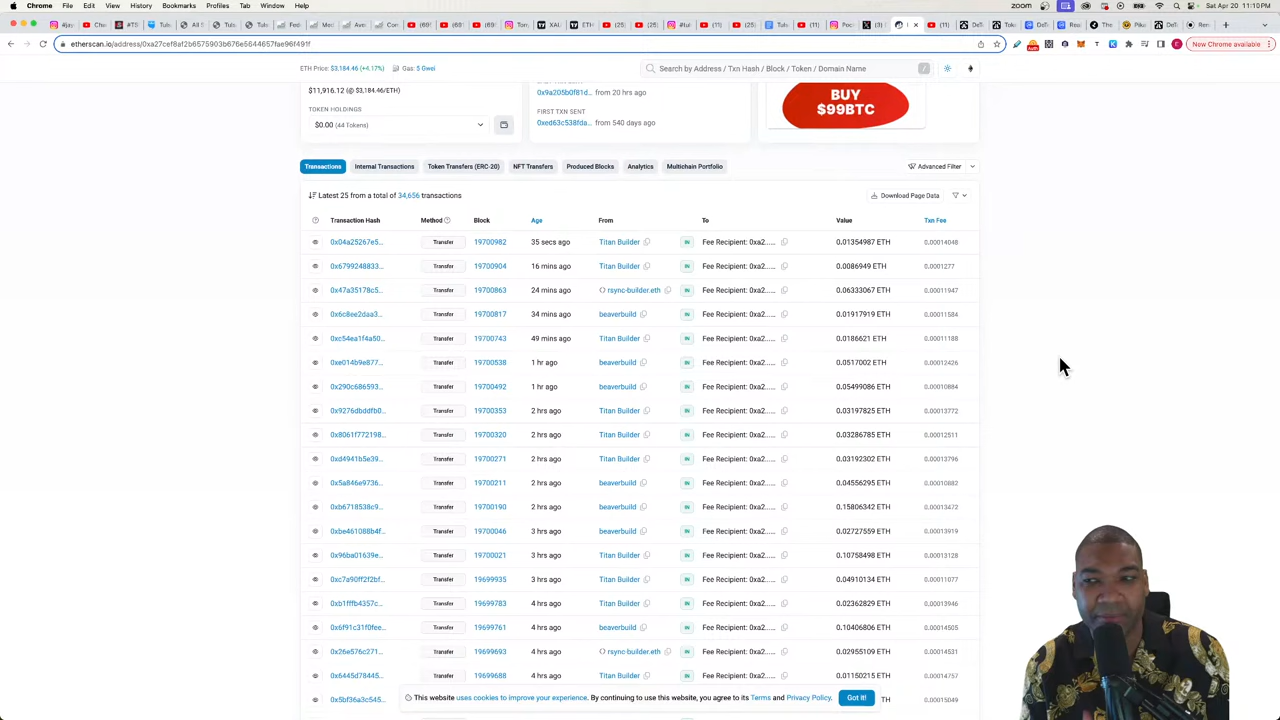 Chrome File Edit View History Bookmarks Profiles Tab Window Help zoom Sat Apr 20 11:10 PM
etherscan.io/address/0xa27cef8af2b6575903b676e5644657fae96f491f New Chrome available
ETH Price: $3,184.46 (+4.17%) Gas: 5 Gwei Search by Address / Txn Hash / Block / Token / Domain Name /
$11,916.12 (@ $3,184.46/ETH) 0x9a205b0f81d... from 20 hrs ago BUY
$99BTC
TOKEN HOLDINGS FIRST TXN SENT
$0.00 (44 Tokens) 0xed63c538fda... from 540 days ago
Transactions Internal Transactions Token Transfers (ERC-20) NFT Transfers Produced Blocks Analytics Multichain Portfolio Advanced Filter
Latest 25 from a total of 34,656 transactions Download Page Data
Transaction Hash Method Block Age From To Value Txn Fee
0x04a25267e5... Transfer 19700982 35 secs ago Titan Builder IN Fee Recipient: 0xa2...... 0.01354987 ETH 0.00014048
0x6799248833... Transfer 19700904 16 mins ago Titan Builder IN Fee Recipient: 0xa2...... 0.0086949 ETH 0.0001277
0x47a35178c5... Transfer 19700863 24 mins ago rsync-builder.eth IN Fee Recipient: 0xa2...... 0.06333067 ETH 0.00011947
0x6c8ee2daa3... Transfer 19700817 34 mins ago beaverbuild IN Fee Recipient: 0xa2...... 0.01917919 ETH 0.00011584
0xc54ea1f4a50... Transfer 19700743 49 mins ago Titan Builder IN Fee Recipient: 0xa2...... 0.0186621 ETH 0.00011188
0xe014b9e877... Transfer 19700538 1 hr ago beaverbuild IN Fee Recipient: 0xa2...... 0.0517002 ETH 0.00012426
0x290c686593... Transfer 19700492 1 hr ago beaverbuild IN Fee Recipient: 0xa2...... 0.05499086 ETH 0.00010884
0x9276dbddfb0... Transfer 19700353 2 hrs ago Titan Builder IN Fee Recipient: 0xa2...... 0.03197825 ETH 0.00013772
0x8061f772198... Transfer 19700320 2 hrs ago Titan Builder IN Fee Recipient: 0xa2...... 0.03286785 ETH 0.00012511
0xd4941b5e39... Transfer 19700271 2 hrs ago Titan Builder IN Fee Recipient: 0xa2...... 0.03192302 ETH 0.00013796
0x5a846e9736... Transfer 19700211 2 hrs ago beaverbuild IN Fee Recipient: 0xa2...... 0.04556295 ETH 0.00010882
0xb6718538c9... Transfer 19700190 2 hrs ago beaverbuild IN Fee Recipient: 0xa2...... 0.15806342 ETH 0.00013472
0xbe461088b4f... Transfer 19700046 3 hrs ago beaverbuild IN Fee Recipient: 0xa2...... 0.02727559 ETH 0.00013919
0x96ba01639e... Transfer 19700021 3 hrs ago Titan Builder IN Fee Recipient: 0xa2...... 0.10758498 ETH 0.00013128
0xc7a90ff2f2bf... Transfer 19699935 3 hrs ago Titan Builder IN Fee Recipient: 0xa2...... 0.04910134 ETH 0.00011077
0xb1fffb4357c... Transfer 19699783 4 hrs ago Titan Builder IN Fee Recipient: 0xa2...... 0.02362829 ETH 0.00013946
0x6f91c31f0fee... Transfer 19699761 4 hrs ago beaverbuild IN Fee Recipient: 0xa2...... 0.10406806 ETH 0.00014505
0x26e576c271... Transfer 19699693 4 hrs ago rsync-builder.eth IN Fee Recipient: 0xa2...... 0.02955109 ETH 0.00014531
0x6445d78445... Transfer 19699688 4 hrs ago Titan Builder IN Fee Recipient: 0xa2...... 0.01150215 ETH 0.00014757
0x5bf36a3c545... This website uses cookies to improve your experience. By continuing to use this website, you agree to its Terms and Privacy Policy. Got it! TH 0.00015049